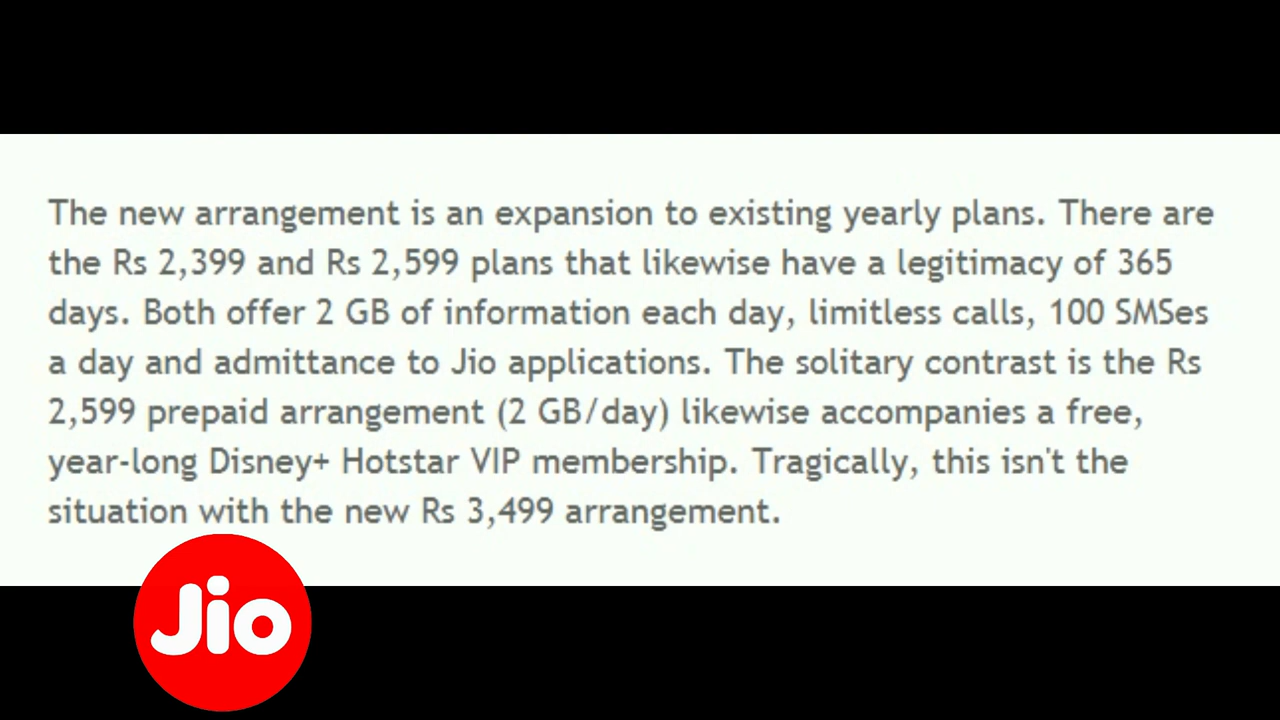 The new arrangement is an expansion to existing yearly plans. There are
the Rs 2,399 and Rs 2,599 plans that likewise have a legitimacy of 365
days. Both offer 2 GB of information each day, limitless calls, 100 SMSes
a day and admittance to Jio applications. The solitary contrast is the Rs
2,599 prepaid arrangement (2 GB/day) likewise accompanies a free,
year-long Disney+ Hotstar VIP membership. Tragically, this isn't the
situation with the new Rs 3,499 arrangement.
Jio